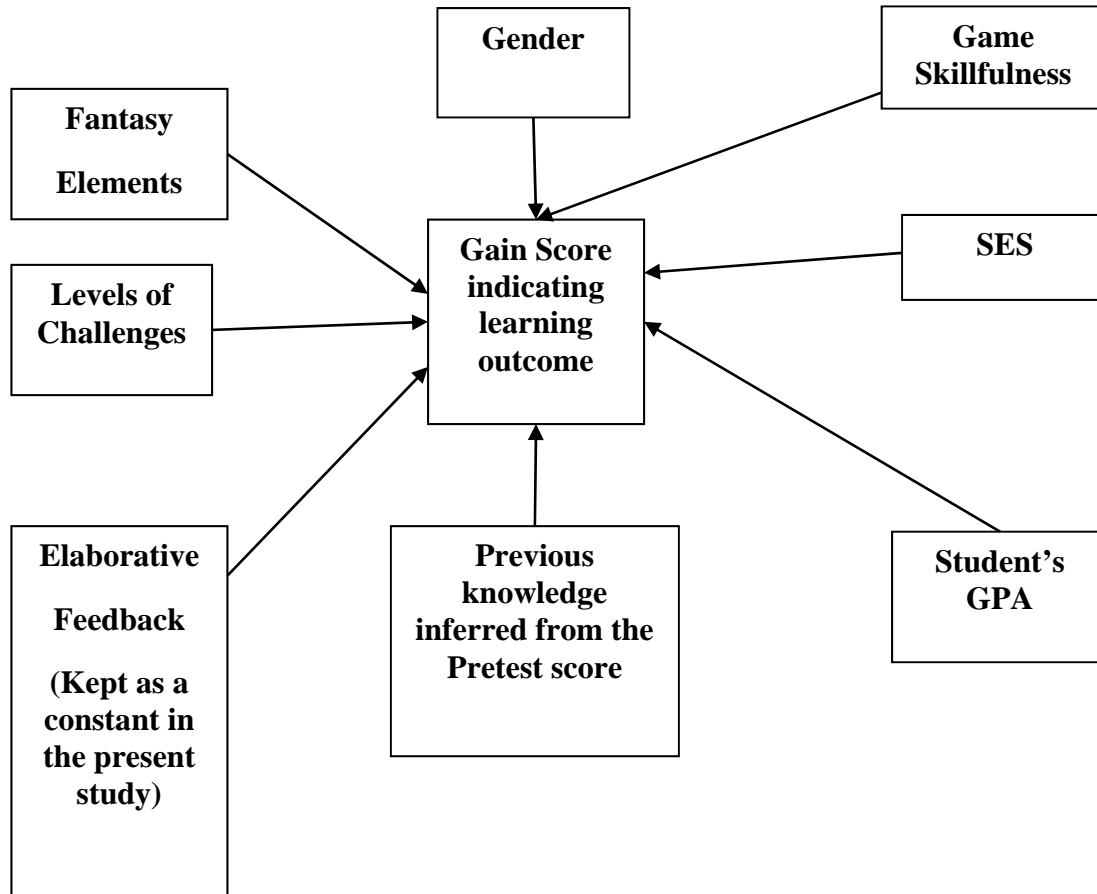 Gender
Game
Skillfulness
Fantasy
Elements
Gain Score
indicating
learning
outcome
SES
Levels of
Challenges
Elaborative
Feedback
(Kept as a
constant in
the present
study)
Previous
knowledge
inferred from the
Pretest score
Student’s
GPA